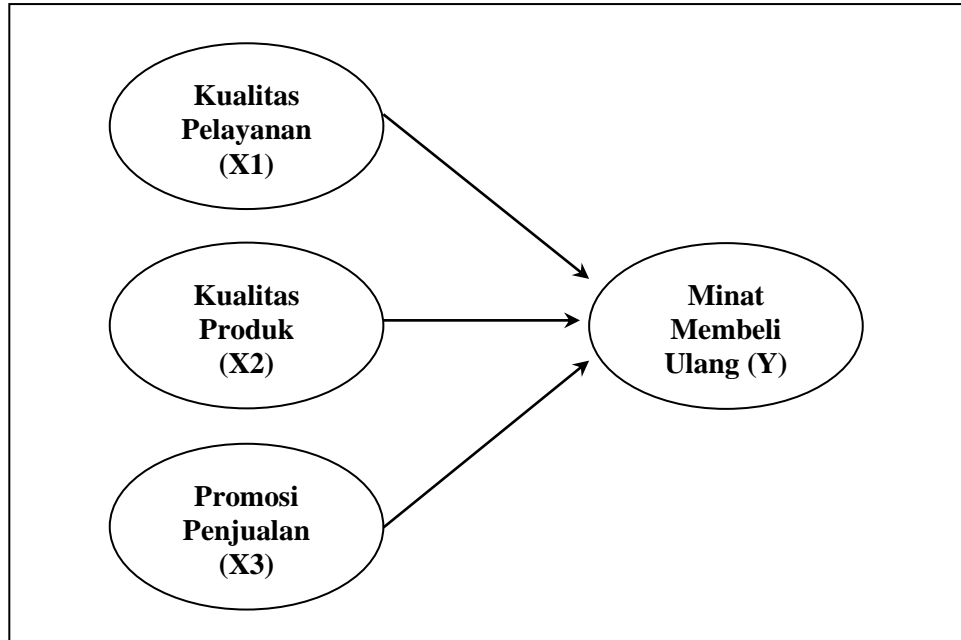 Kualitas
Pelayanan
(X1)
Kualitas
Produk
(X2)
Promosi
Penjualan
(X3)
Minat
Membeli
Ulang (Y)